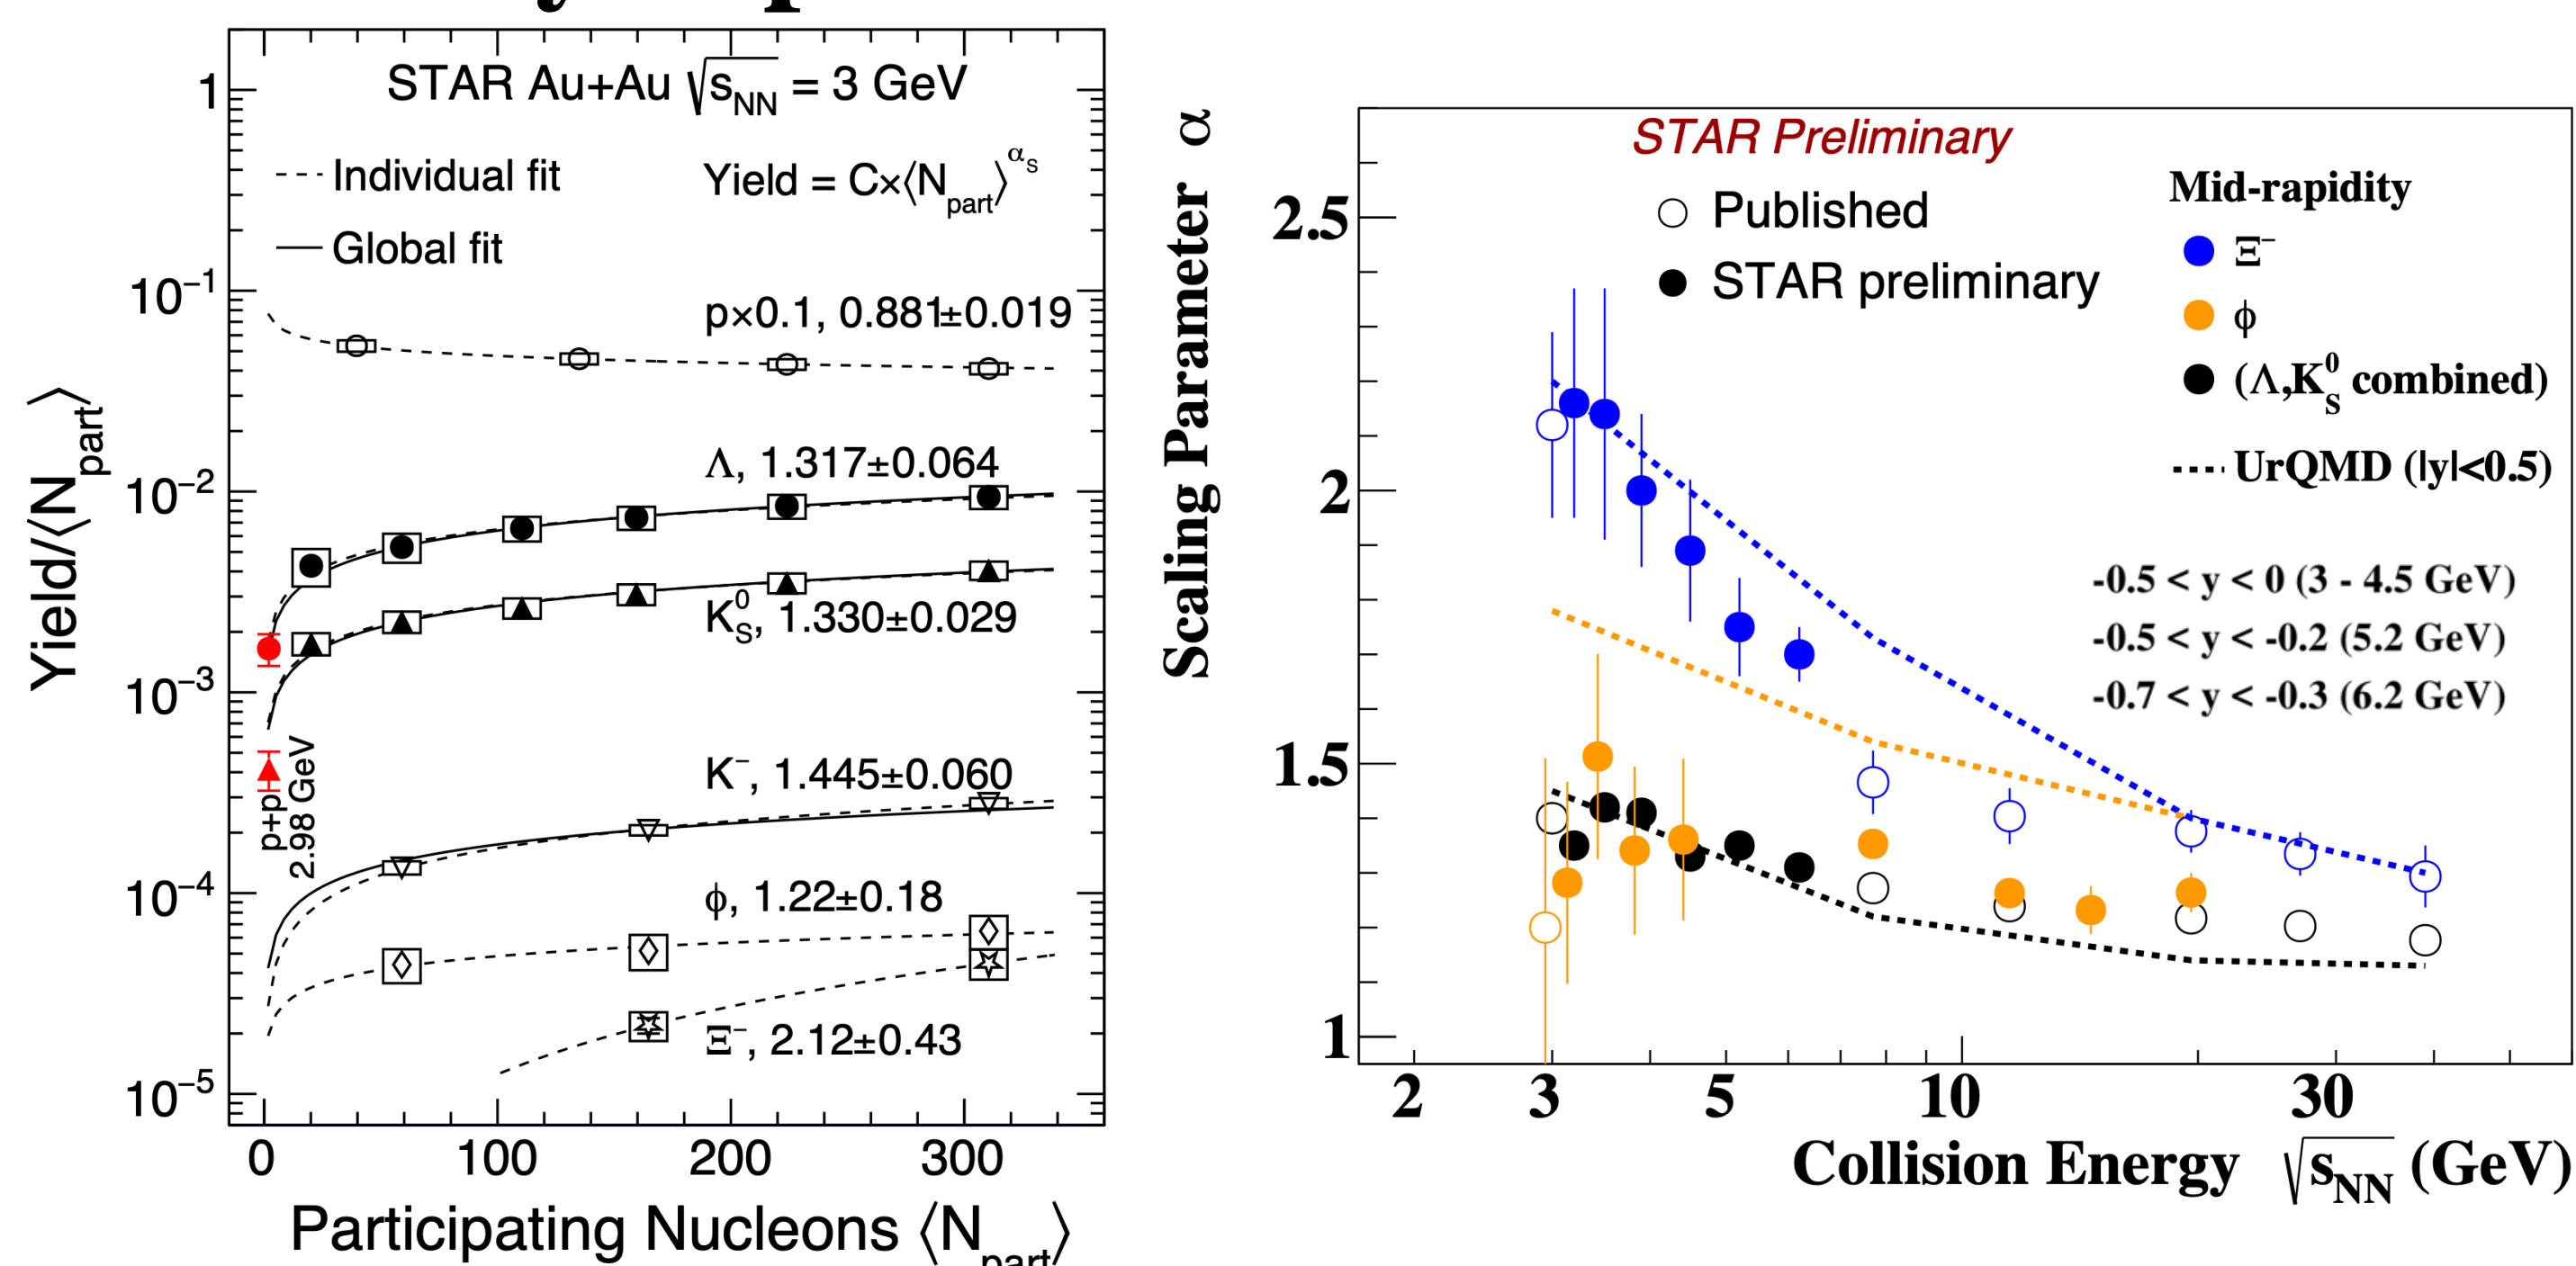 STAR Au+Au √sNN = 3 GeV
Individual fit
Yield = C×⟨Npart⟩^αS
Global fit
p×0.1, 0.881±0.019
Λ, 1.317±0.064
K⁰S, 1.330±0.029
K⁻, 1.445±0.060
ϕ, 1.22±0.18
Ξ⁻, 2.12±0.43
p+p
2.98 GeV
Yield/⟨Npart⟩
1
10⁻¹
10⁻²
10⁻³
10⁻⁴
10⁻⁵
0 100 200 300
Participating Nucleons ⟨Npart⟩
STAR Preliminary
Published
STAR preliminary
Mid-rapidity
Ξ⁻
ϕ
(Λ,K⁰S combined)
UrQMD (|y|<0.5)
-0.5 < y < 0 (3 - 4.5 GeV)
-0.5 < y < -0.2 (5.2 GeV)
-0.7 < y < -0.3 (6.2 GeV)
Scaling Parameter α
2.5
2
1.5
1
2 3 5 10 30
Collision Energy √sNN (GeV)